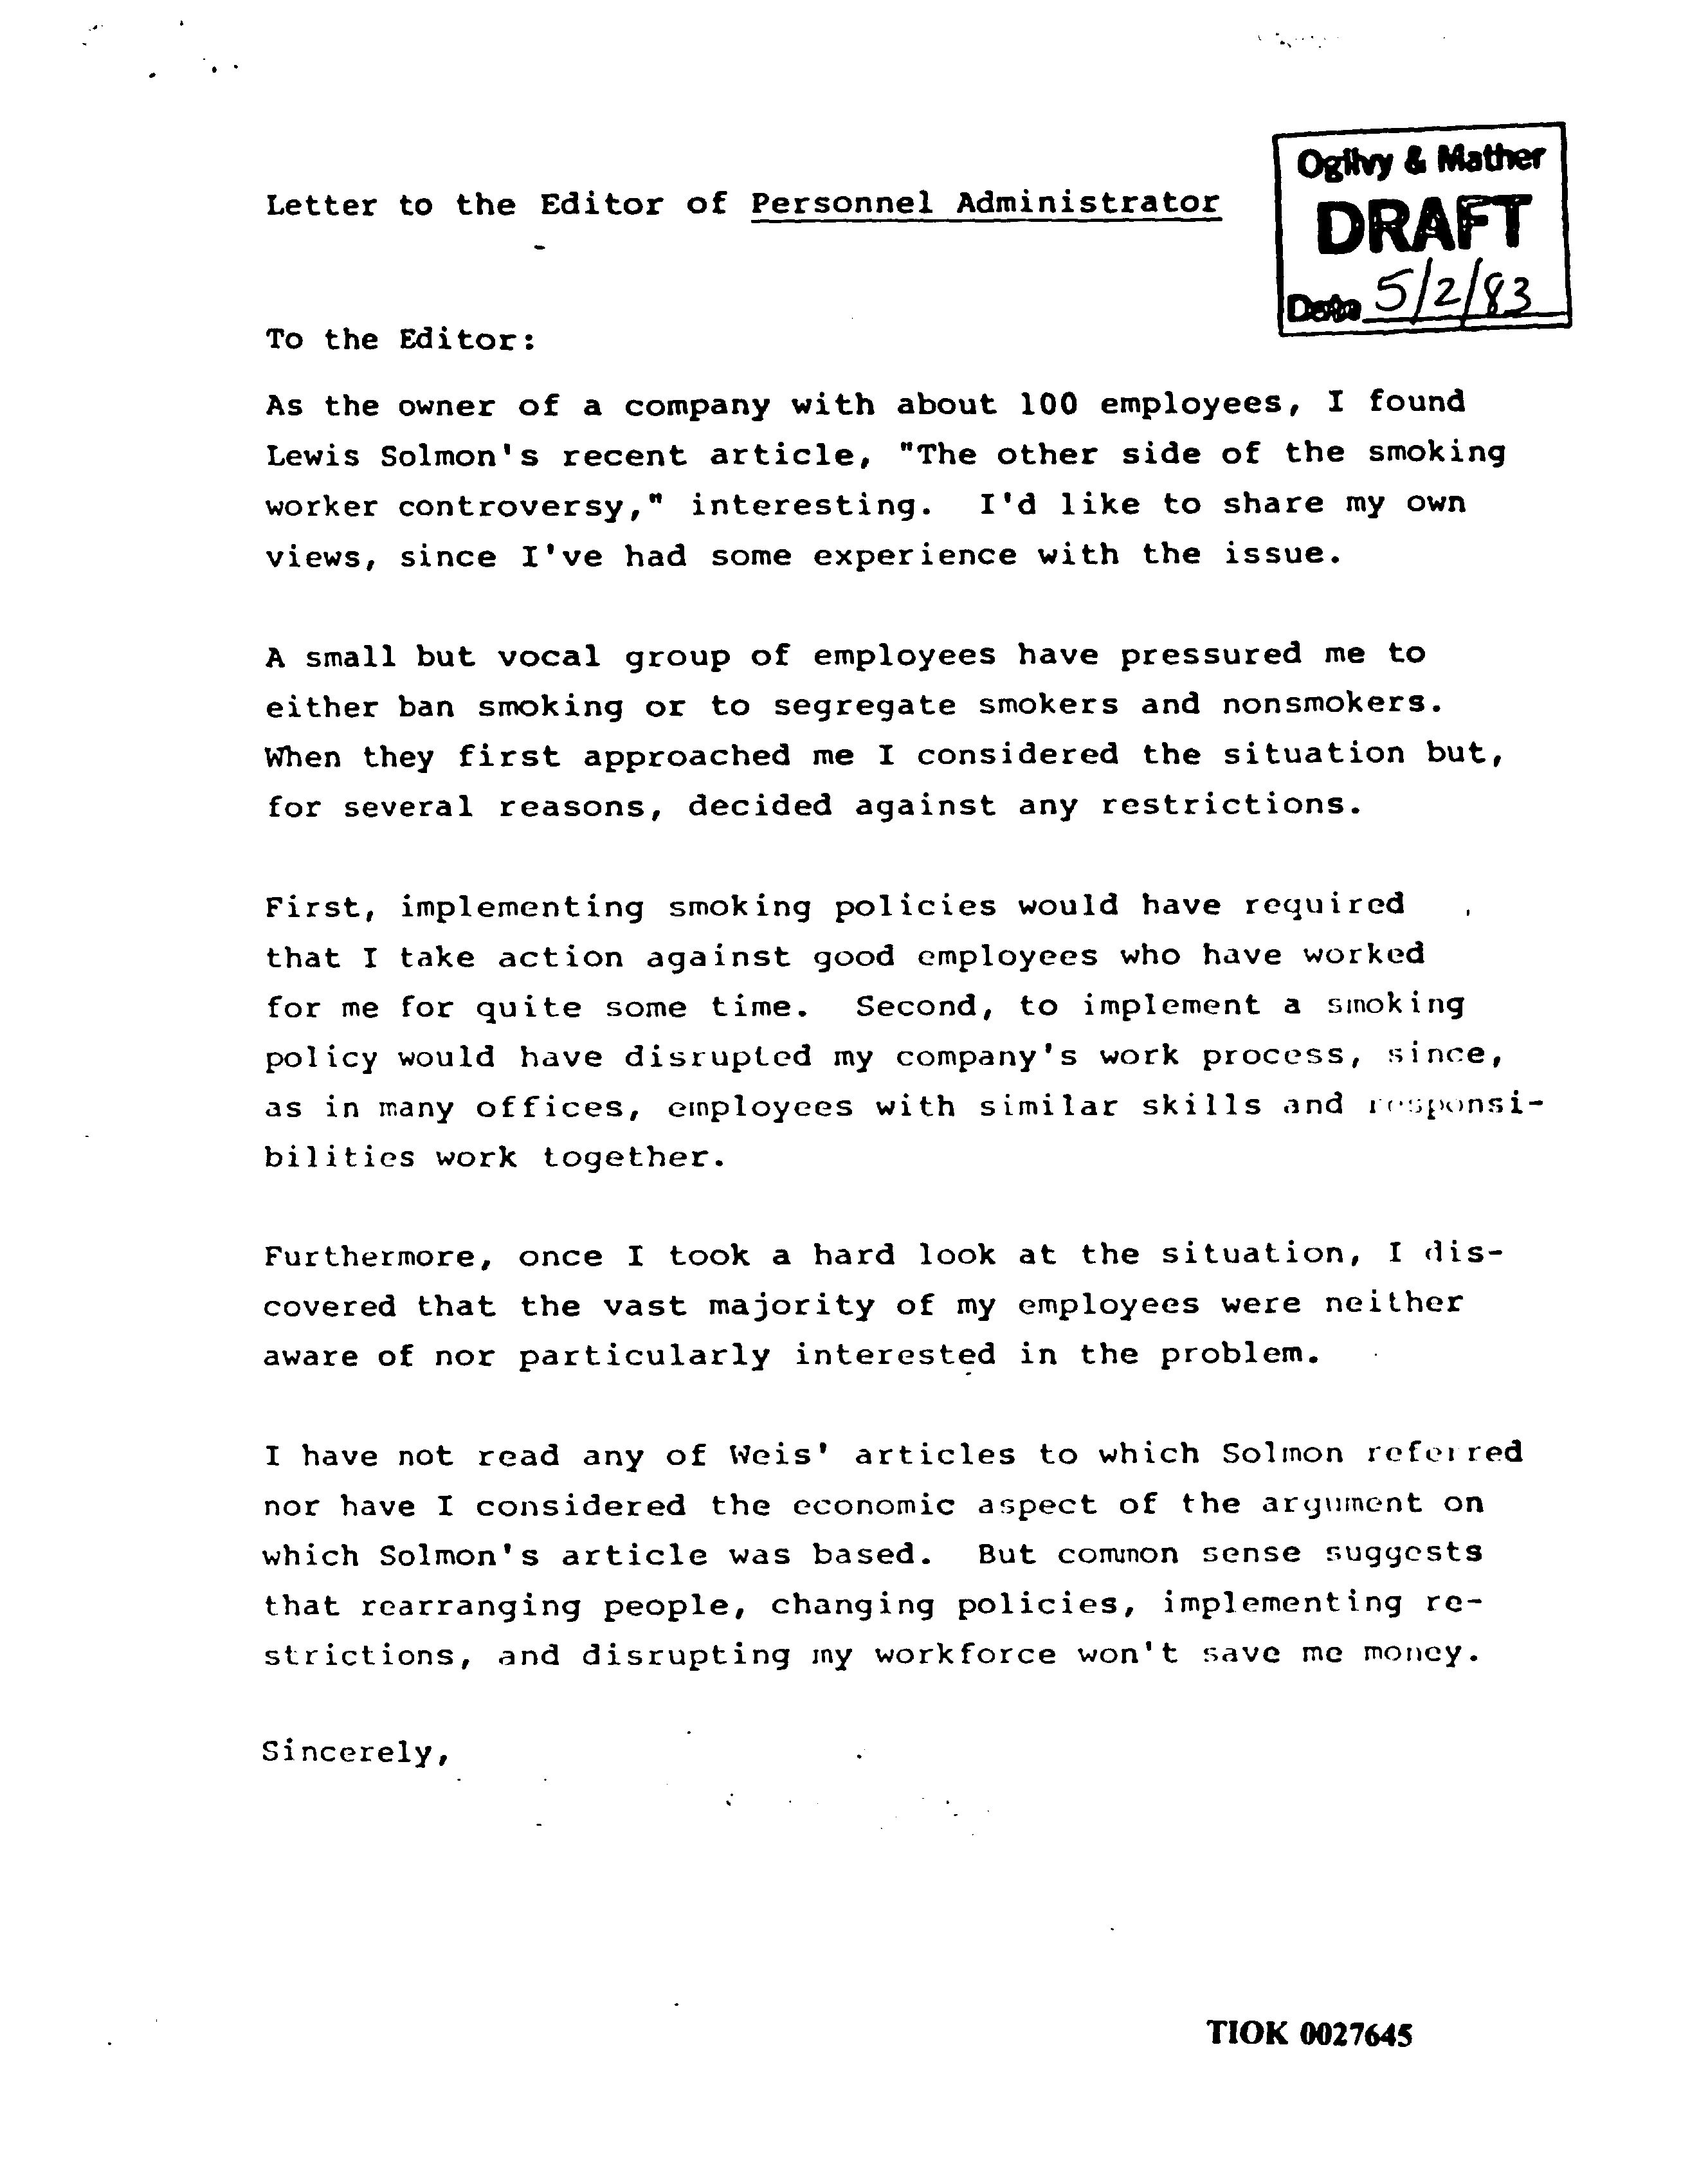 Ogilvy & Mather
DRAFT
Date 5/2/83
Letter to the Editor of Personnel Administrator
To the Editor:
As the owner of a company with about 100 employees, I found
Lewis Solmon's recent article, "The other side of the smoking
worker controversy," interesting. I'd like to share my own
views, since I've had some experience with the issue.
A small but vocal group of employees have pressured me to
either ban smoking or to segregate smokers and nonsmokers.
When they first approached me I considered the situation but,
for several reasons, decided against any restrictions.
First, implementing smoking policies would have required
that I take action against good employees who have worked
for me for quite some time. Second, to implement a smoking
policy would have disrupted my company's work process, since,
as in many offices, employees with similar skills and responsi-
bilities work together.
Furthermore, once I took a hard look at the situation, I dis-
covered that the vast majority of my employees were neither
aware of nor particularly interested in the problem.
I have not read any of Weis' articles to which Solmon referred
nor have I considered the economic aspect of the argument on
which Solmon's article was based. But common sense suggests
that rearranging people, changing policies, implementing re-
strictions, and disrupting my workforce won't save me money.
Sincerely,
TIOK 0027645